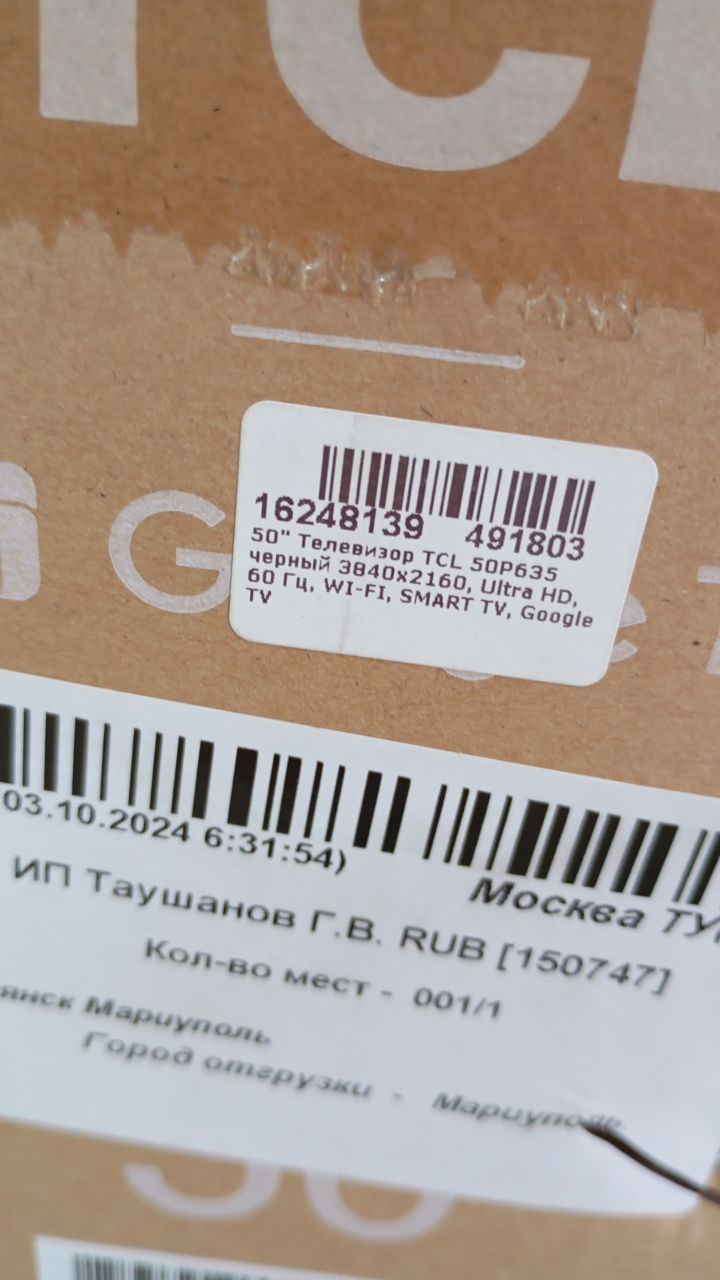 TCL
16248139 491803
50" Телевизор TCL 50P635
черный 3840x2160, Ultra HD,
60 Гц, WI-FI, SMART TV, Google
TV
G
03.10.2024 6:31:54)
Москва
ИП Таушанов Г.В. RUB [150747]
Кол-во мест - 001/1
Мариуполь
Город отгрузки - Мариуполь
50